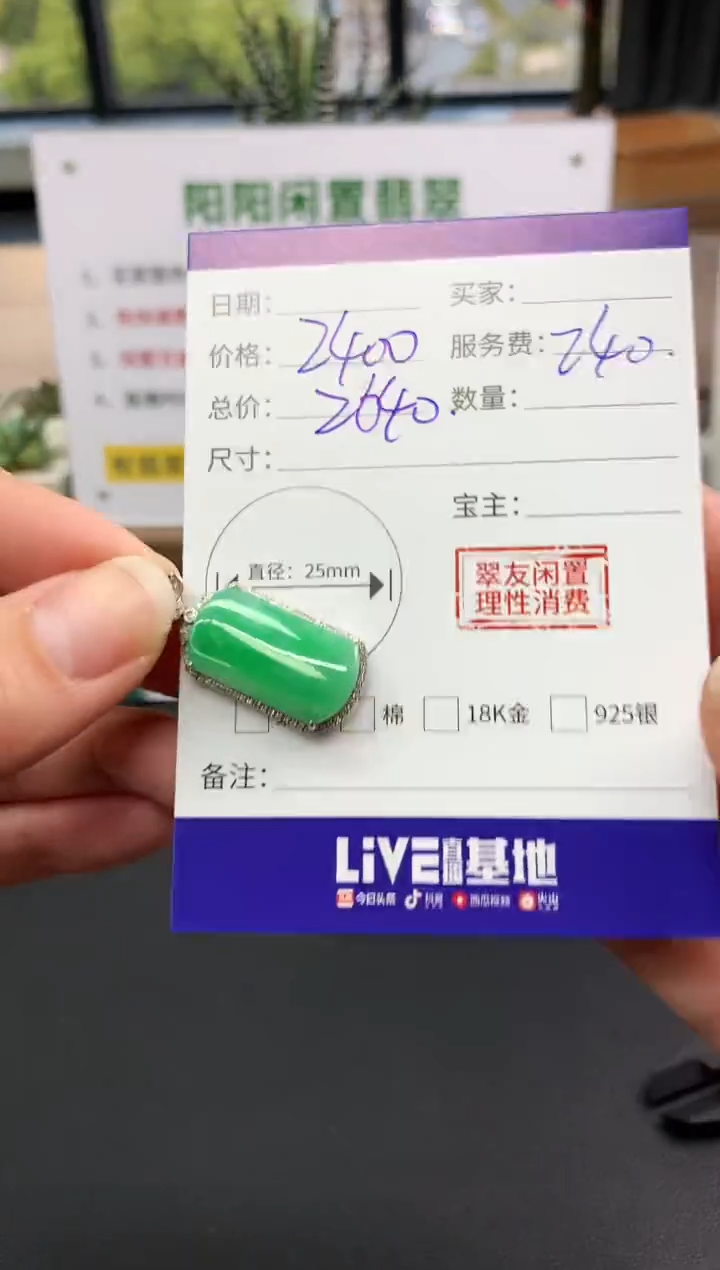 阳阳闲置翡翠
日期： 买家：
价格： 2400 服务费： 240.
总价： 2640. 数量：
尺寸：
宝主：
直径：25mm
翠友闲置
理性消费
棉 18K金 925银
备注：
LiVE直播基地
今日头条 抖音 西瓜视频 火山